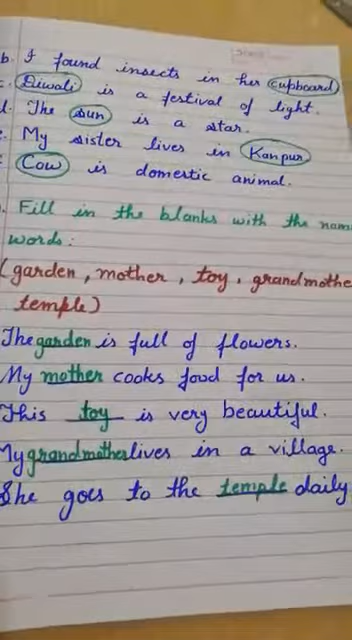 b. I found insects in her cupboard
c. Diwali is a festival of light.
d. The sun is a star.
e. My sister lives in Kanpur
f. Cow is domestic animal.
Fill in the blanks with the nam
words:
(garden, mother, toy, grandmothe
temple)
The garden is full of flowers.
My mother cooks food for us.
This toy is very beautiful.
My grandmother lives in a village.
She goes to the temple daily